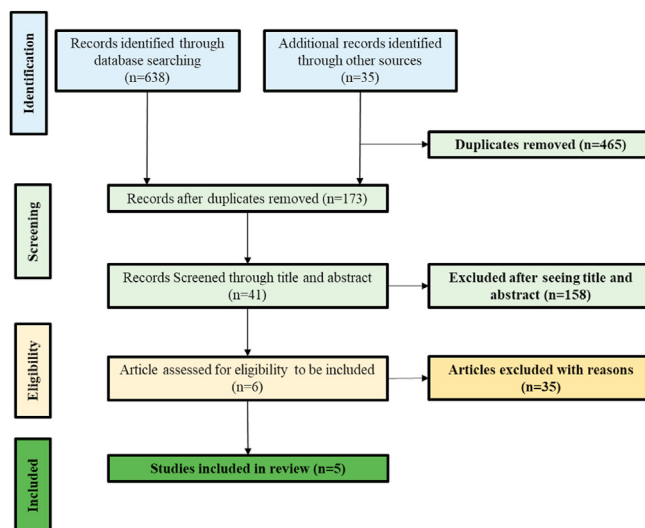 Identification
Records identified through
database searching
(n=638)
Additional records identified
through other sources
(n=35)
Duplicates removed (n=465)
Screening
Records after duplicates removed (n=173)
Records Screened through title and abstract
(n=41)
Excluded after seeing title and
abstract (n=158)
Eligibility
Article assessed for eligibility to be included
(n=6)
Articles excluded with reasons
(n=35)
Included
Studies included in review (n=5)